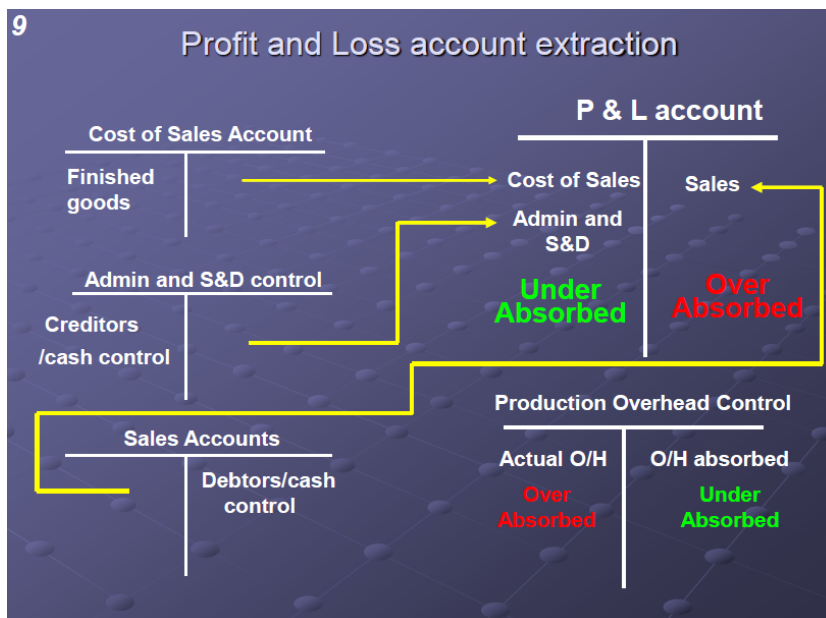 9
Profit and Loss account extraction
Cost of Sales Account
Finished
goods
Admin and S&D control
Creditors
/cash control
Sales Accounts
Debtors/cash
control
P & L account
Cost of Sales
Admin and
S&D
Under
Absorbed
Sales
Over
Absorbed
Production Overhead Control
Actual O/H
Over
Absorbed
O/H absorbed
Under
Absorbed